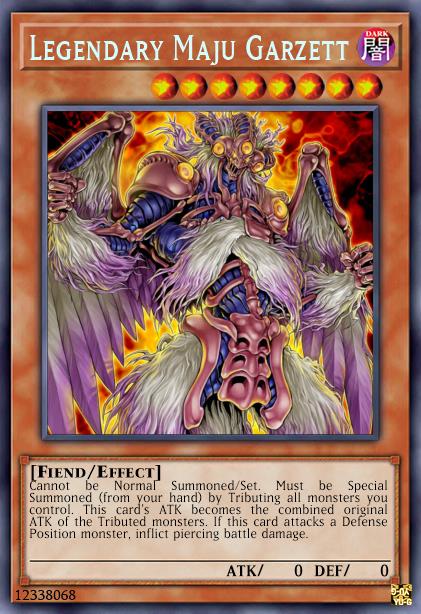 Legendary Maju Garzett
DARK
闇
[Fiend/Effect]
Cannot be Normal Summoned/Set. Must be Special
Summoned (from your hand) by Tributing all monsters you
control. This card's ATK becomes the combined original
ATK of the Tributed monsters. If this card attacks a Defense
Position monster, inflict piercing battle damage.
ATK/ 0 DEF/ 0
12338068